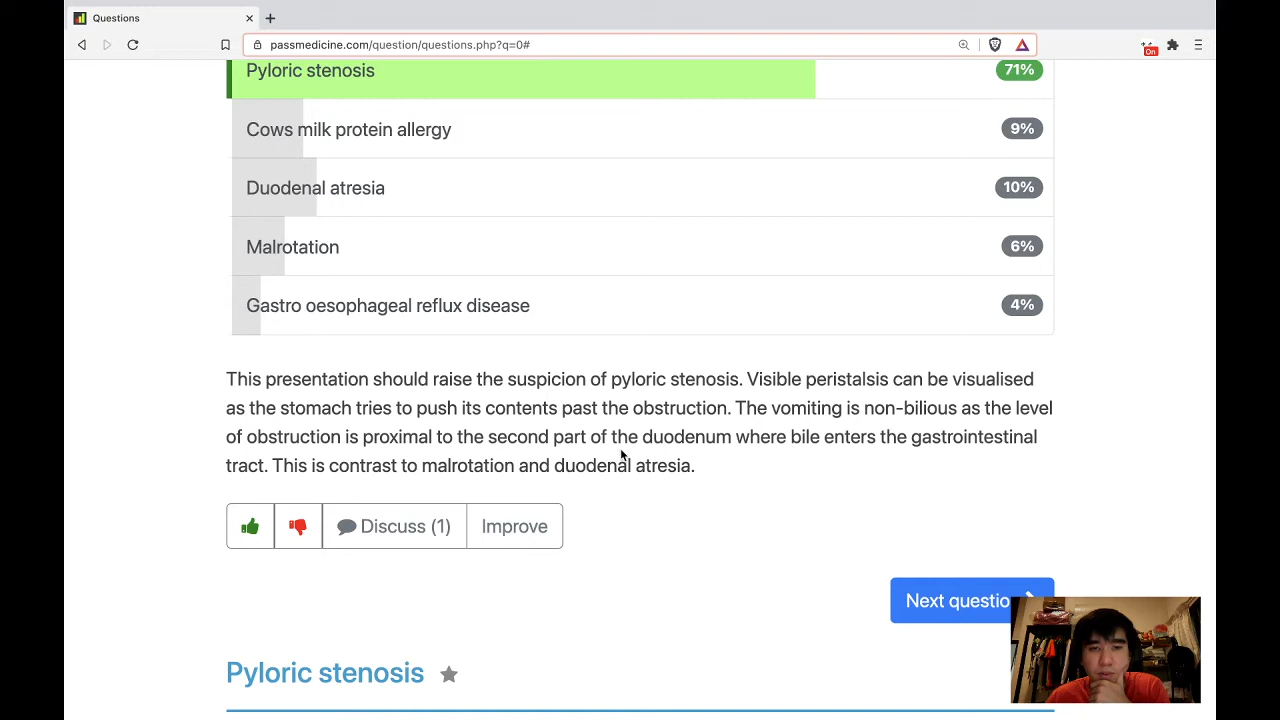 Questions
passmedicine.com/question/questions.php?q=0#
On
Pyloric stenosis 71%
Cows milk protein allergy 9%
Duodenal atresia 10%
Malrotation 6%
Gastro oesophageal reflux disease 4%
This presentation should raise the suspicion of pyloric stenosis. Visible peristalsis can be visualised
as the stomach tries to push its contents past the obstruction. The vomiting is non-bilious as the level
of obstruction is proximal to the second part of the duodenum where bile enters the gastrointestinal
tract. This is contrast to malrotation and duodenal atresia.
Discuss (1) Improve
Next questio
Pyloric stenosis